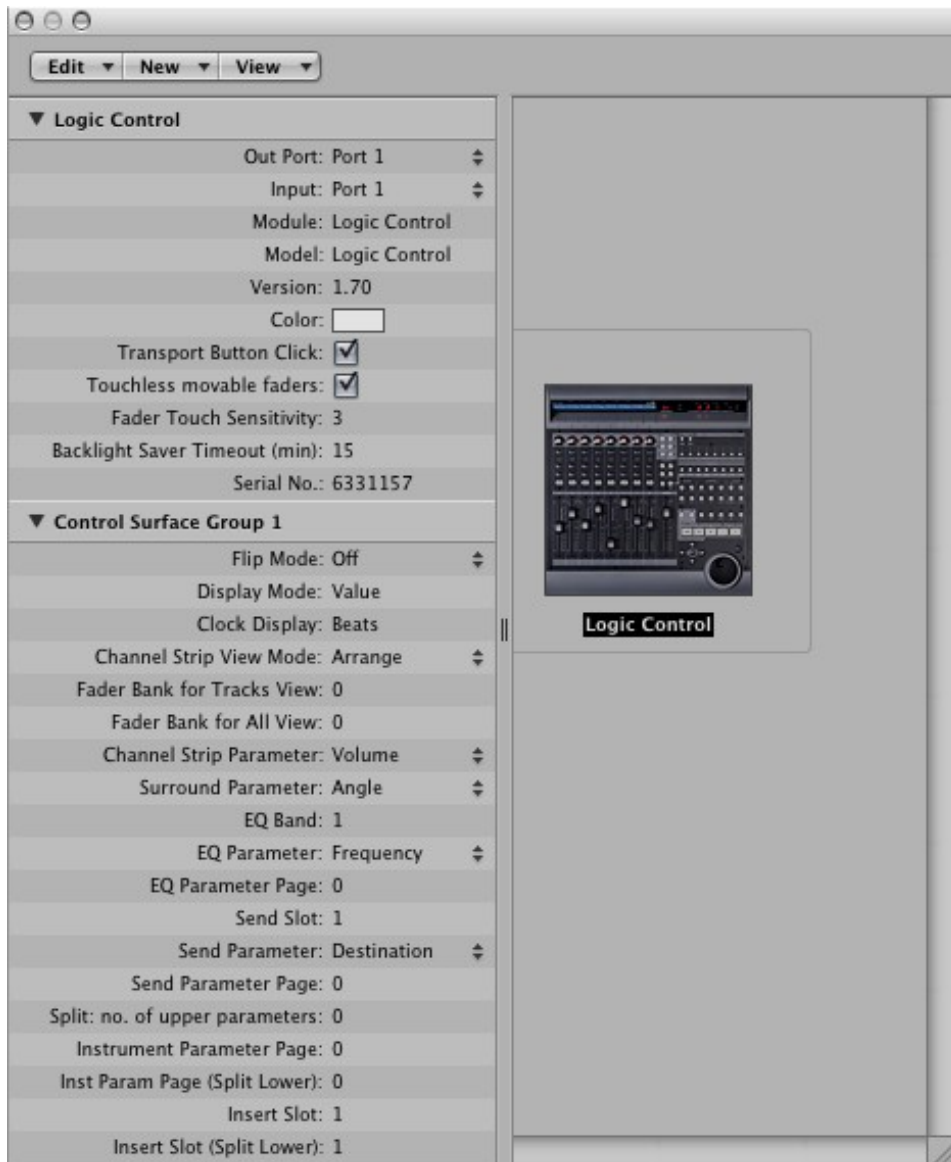 Edit New View
Logic Control
Out Port: Port 1
Input: Port 1
Module: Logic Control
Model: Logic Control
Version: 1.70
Color:
Transport Button Click:
Touchless movable faders:
Fader Touch Sensitivity: 3
Backlight Saver Timeout (min): 15
Serial No.: 6331157
Control Surface Group 1
Flip Mode: Off
Display Mode: Value
Clock Display: Beats
Channel Strip View Mode: Arrange
Fader Bank for Tracks View: 0
Fader Bank for All View: 0
Channel Strip Parameter: Volume
Surround Parameter: Angle
EQ Band: 1
EQ Parameter: Frequency
EQ Parameter Page: 0
Send Slot: 1
Send Parameter: Destination
Send Parameter Page: 0
Split: no. of upper parameters: 0
Instrument Parameter Page: 0
Inst Param Page (Split Lower): 0
Insert Slot: 1
Insert Slot (Split Lower): 1
Logic Control